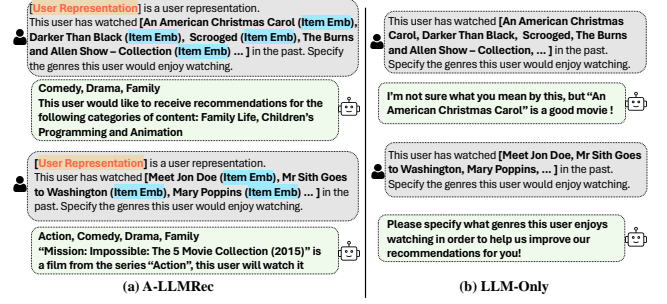 [User Representation] is a user representation.
This user has watched [An American Christmas Carol (Item Emb),
Darker Than Black (Item Emb), Scrooged (Item Emb), The Burns
and Allen Show – Collection (Item Emb) ... ] in the past. Specify
the genres this user would enjoy watching.
Comedy, Drama, Family
This user would like to receive recommendations for the
following categories of content: Family Life, Children's
Programming and Animation
[User Representation] is a user representation.
This user has watched [Meet Jon Doe (Item Emb), Mr Sith Goes
to Washington (Item Emb), Mary Poppins (Item Emb) ... ] in the
past. Specify the genres this user would enjoy watching.
Action, Comedy, Drama, Family
“Mission: Impossible: The 5 Movie Collection (2015)” is
a film from the series “Action”, this user will watch it
(a) A-LLMRec
This user has watched [An American Christmas
Carol, Darker Than Black, Scrooged, The Burns
and Allen Show – Collection, ... ] in the past.
Specify the genres this user would enjoy watching.
I'm not sure what you mean by this, but “An
American Christmas Carol” is a good movie !
This user has watched [Meet Jon Doe, Mr Sith Goes
to Washington, Mary Poppins, ... ] in the past.
Specify the genres this user would enjoy watching.
Please specify what genres this user enjoys
watching in order to help us improve our
recommendations for you!
(b) LLM-Only